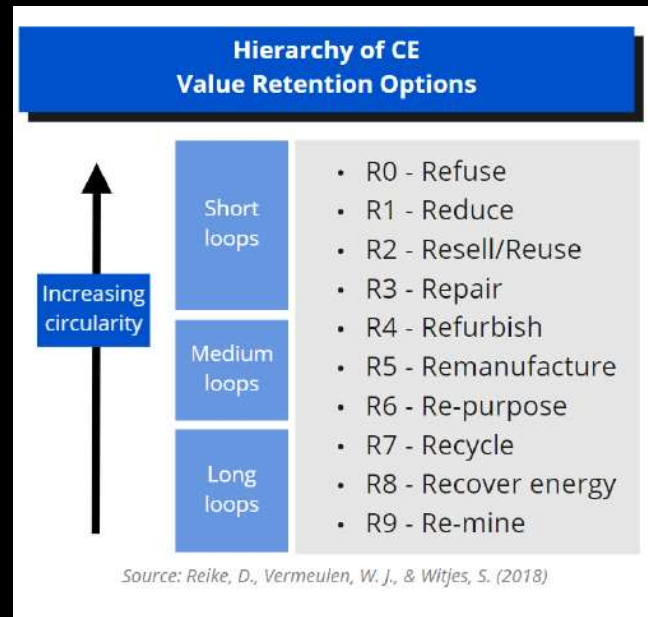 Hierarchy of CE
Value Retention Options
Increasing
circularity
Short
loops
Medium
loops
Long
loops
• R0 - Refuse
• R1 - Reduce
• R2 - Resell/Reuse
• R3 - Repair
• R4 - Refurbish
• R5 - Remanufacture
• R6 - Re-purpose
• R7 - Recycle
• R8 - Recover energy
• R9 - Re-mine
Source: Reike, D., Vermeulen, W. J., & Witjes, S. (2018)